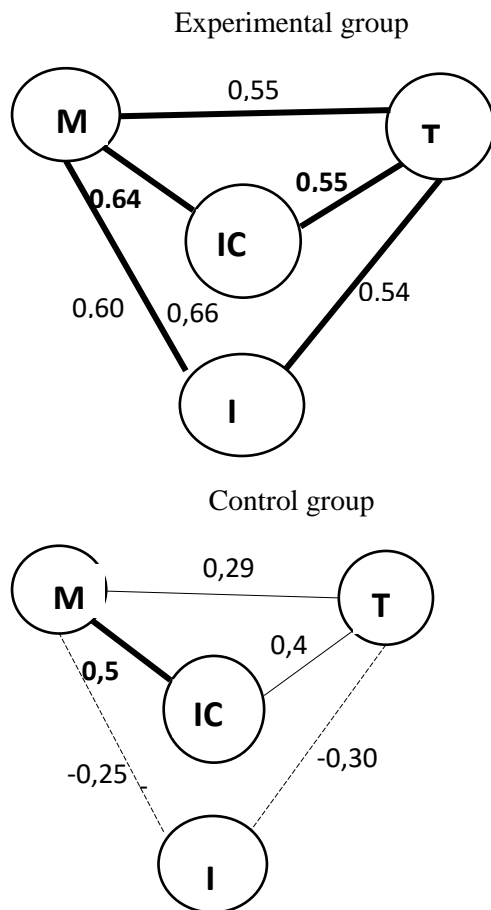 Experimental group
0,55
M
T
0.64
0.55
IC
0.60
0,66
0.54
I
Control group
0,29
M
T
0,5
0,4
IC
-0,25
-0,30
I